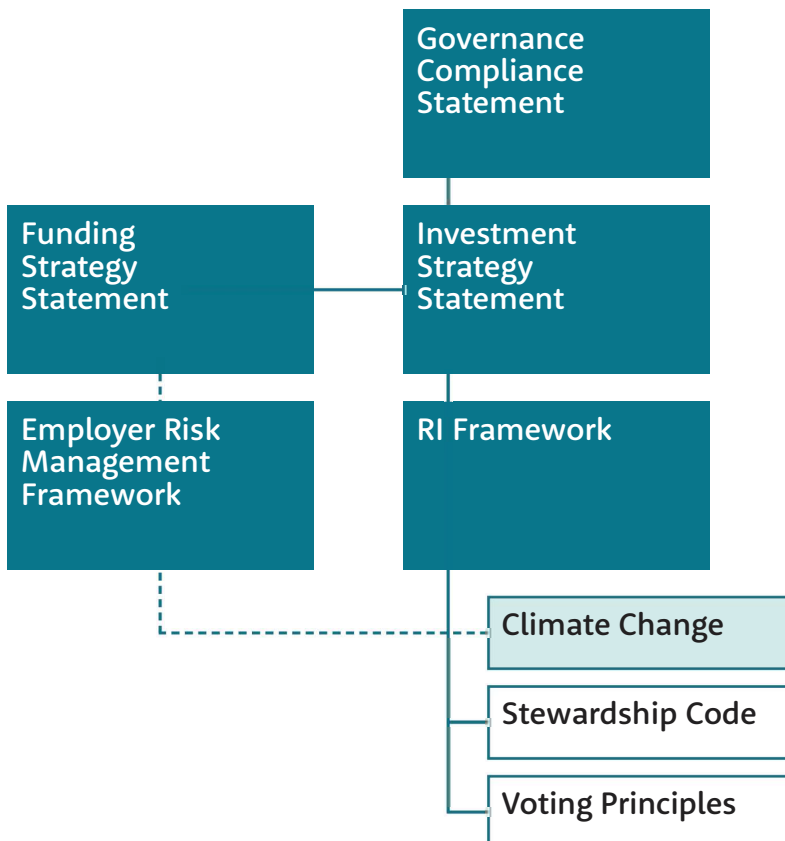 Governance
Compliance
Statement
Funding
Strategy
Statement
Investment
Strategy
Statement
Employer Risk
Management
Framework
RI Framework
Climate Change
Stewardship Code
Voting Principles